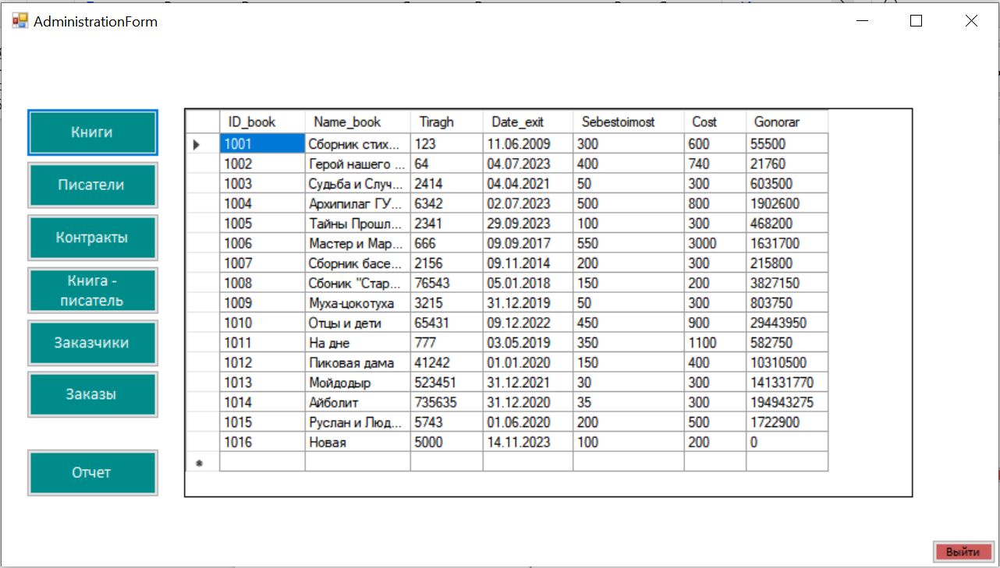 AdministrationForm
Книги
Писатели
Контракты
Книга -
писатель
Заказчики
Заказы
Отчет
ID_book Name_book Tiragh Date_exit Sebestoimost Cost Gonorar
1001 Сборник стих... 123 11.06.2009 300 600 55500
1002 Герой нашего ... 64 04.07.2023 400 740 21760
1003 Судьба и Случ... 2414 04.04.2021 50 300 603500
1004 Архипилаг ГУ... 6342 02.07.2023 500 800 1902600
1005 Тайны Прошл... 2341 29.09.2023 100 300 468200
1006 Мастер и Мар... 666 09.09.2017 550 3000 1631700
1007 Сборник басе... 2156 09.11.2014 200 300 215800
1008 Сбоник "Стар... 76543 05.01.2018 150 200 3827150
1009 Муха-цокотуха 3215 31.12.2019 50 300 803750
1010 Отцы и дети 65431 09.12.2022 450 900 29443950
1011 На дне 777 03.05.2019 350 1100 582750
1012 Пиковая дама 41242 01.01.2020 150 400 10310500
1013 Мойдодыр 523451 31.12.2021 30 300 141331770
1014 Айболит 735635 31.12.2020 35 300 194943275
1015 Руслан и Люд... 5743 01.06.2020 200 500 1722900
1016 Новая 5000 14.11.2023 100 200 0
Выйти